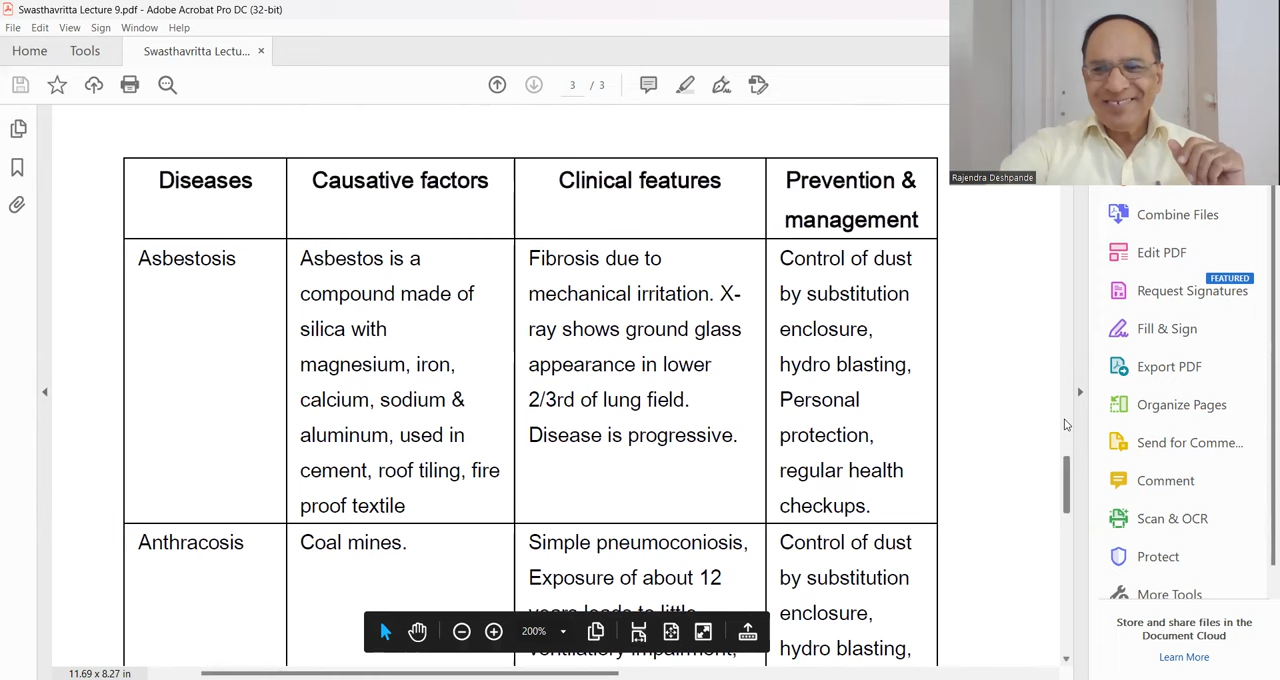 Swasthavritta Lecture 9.pdf - Adobe Acrobat Pro DC (32-bit)
File Edit View Sign Window Help
Home Tools Swasthavritta Lectu... ×
3 / 3
Rajendra Deshpande
Diseases
Causative factors
Clinical features
Prevention &
management
Asbestosis
Asbestos is a
compound made of
silica with
magnesium, iron,
calcium, sodium &
aluminum, used in
cement, roof tiling, fire
proof textile
Fibrosis due to
mechanical irritation. X-
ray shows ground glass
appearance in lower
2/3rd of lung field.
Disease is progressive.
Control of dust
by substitution
enclosure,
hydro blasting,
Personal
protection,
regular health
checkups.
Anthracosis
Coal mines.
Simple pneumoconiosis,
Exposure of about 12
years leads to little
ventilatory impairment,
Control of dust
by substitution
enclosure,
hydro blasting,
200%
11.69 x 8.27 in
Combine Files
Edit PDF
FEATURED
Request Signatures
Fill & Sign
Export PDF
Organize Pages
Send for Comme...
Comment
Scan & OCR
Protect
More Tools
Store and share files in the
Document Cloud
Learn More